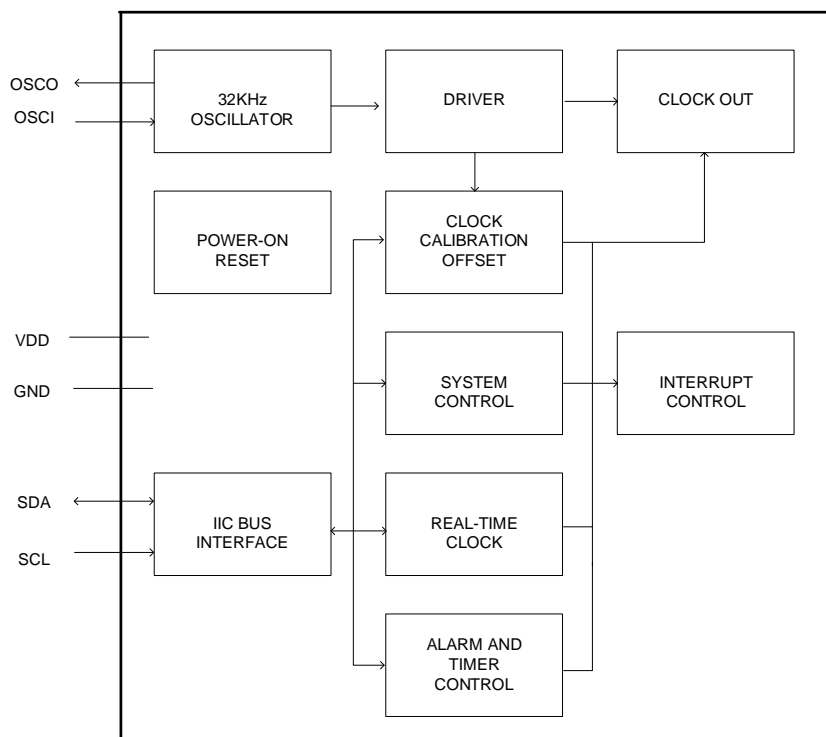 OSCO
OSCI
32KHz
OSCILLATOR
DRIVER
CLOCK OUT
POWER-ON
RESET
CLOCK
CALIBRATION
OFFSET
VDD
GND
SYSTEM
CONTROL
INTERRUPT
CONTROL
SDA
SCL
IIC BUS
INTERFACE
REAL-TIME
CLOCK
ALARM AND
TIMER
CONTROL